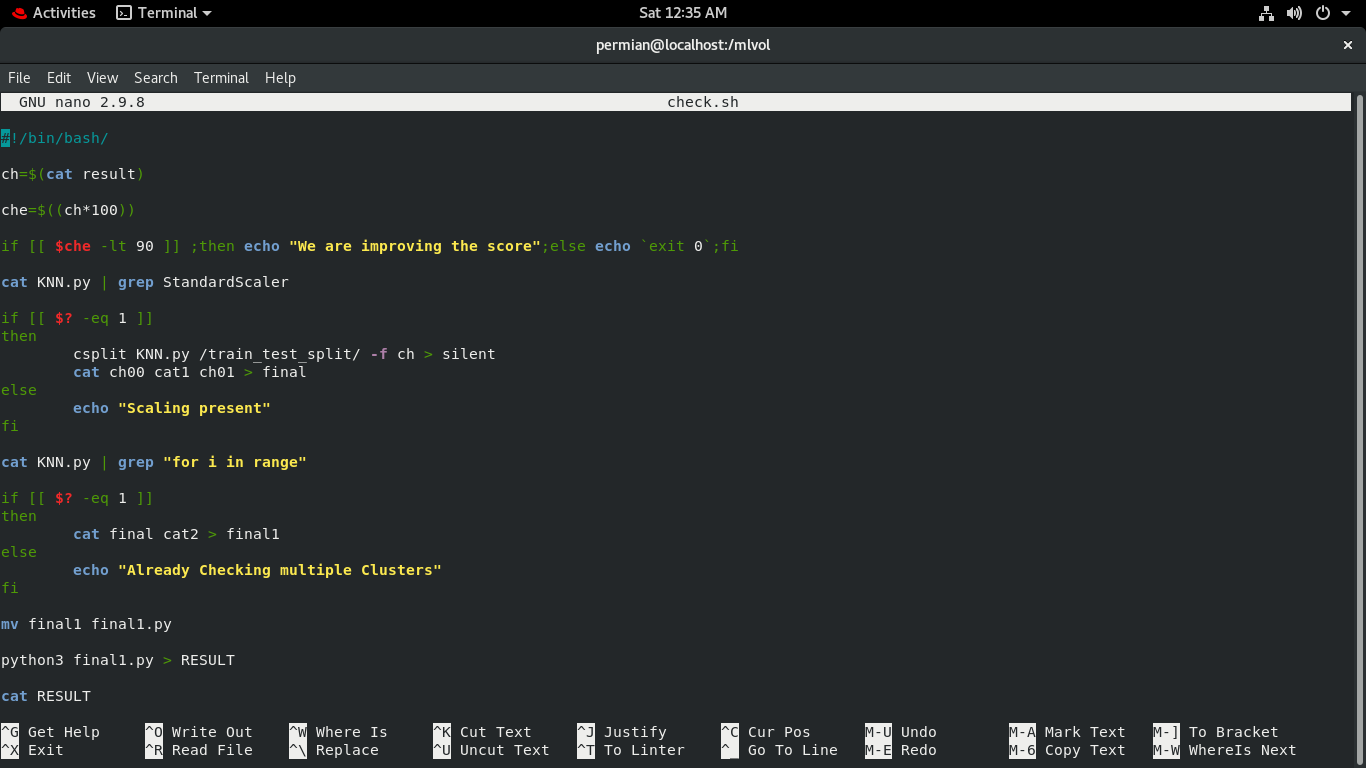 Activities Terminal Sat 12:35 AM
permian@localhost:/mlvol ×
File Edit View Search Terminal Help
GNU nano 2.9.8 check.sh
#!/bin/bash/
ch=$(cat result)
che=$((ch*100))
if [[ $che -lt 90 ]] ;then echo "We are improving the score";else echo `exit 0`;fi
cat KNN.py | grep StandardScaler
if [[ $? -eq 1 ]]
then
csplit KNN.py /train_test_split/ -f ch > silent
cat ch00 cat1 ch01 > final
else
echo "Scaling present"
fi
cat KNN.py | grep "for i in range"
if [[ $? -eq 1 ]]
then
cat final cat2 > final1
else
echo "Already Checking multiple Clusters"
fi
mv final1 final1.py
python3 final1.py > RESULT
cat RESULT
^G Get Help ^O Write Out ^W Where Is ^K Cut Text ^J Justify ^C Cur Pos M-U Undo M-A Mark Text M-] To Bracket
^X Exit ^R Read File ^\ Replace ^U Uncut Text ^T To Linter ^_ Go To Line M-E Redo M-6 Copy Text M-W WhereIs Next